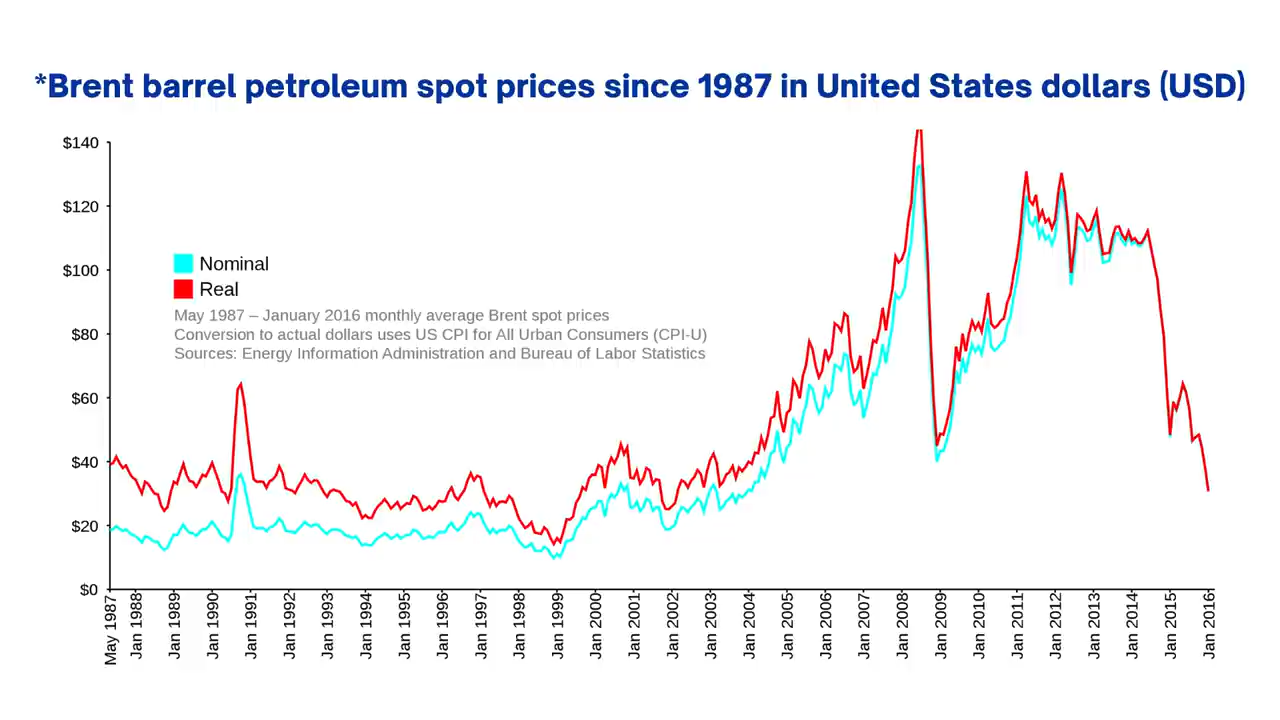 *Brent barrel petroleum spot prices since 1987 in United States dollars (USD)
$140
$120
$100
$80
$60
$40
$20
$0
Nominal
Real
May 1987 – January 2016 monthly average Brent spot prices
Conversion to actual dollars uses US CPI for All Urban Consumers (CPI-U)
Sources: Energy Information Administration and Bureau of Labor Statistics
May 1987
Jan 1988
Jan 1989
Jan 1990
Jan 1991
Jan 1992
Jan 1993
Jan 1994
Jan 1995
Jan 1996
Jan 1997
Jan 1998
Jan 1999
Jan 2000
Jan 2001
Jan 2002
Jan 2003
Jan 2004
Jan 2005
Jan 2006
Jan 2007
Jan 2008
Jan 2009
Jan 2010
Jan 2011
Jan 2012
Jan 2013
Jan 2014
Jan 2015
Jan 2016